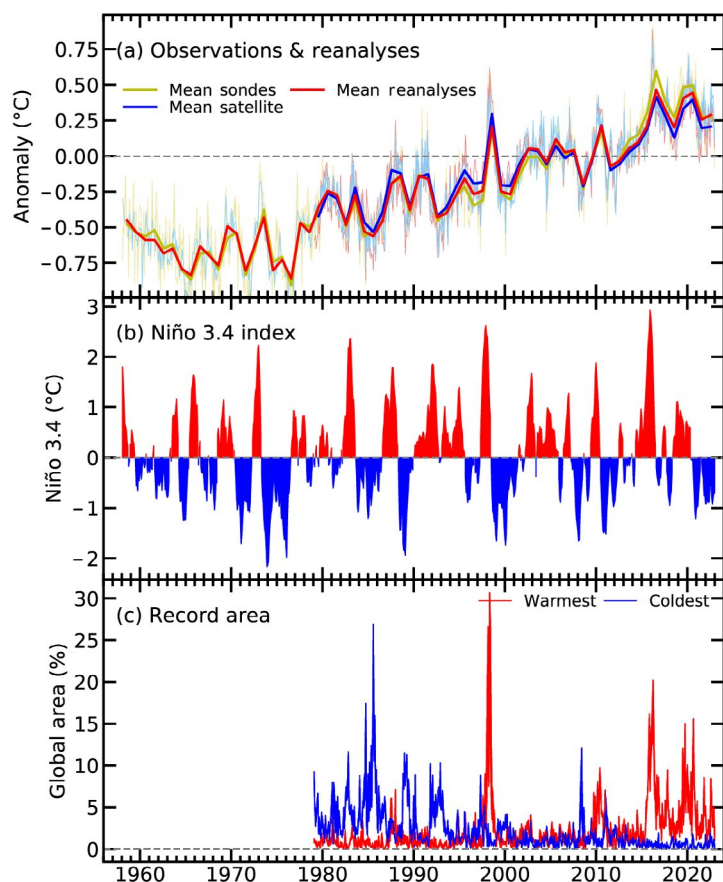 0.75
(a) Observations & reanalyses
0.50
Mean sondes
Mean reanalyses
Mean satellite
0.25
0.00
−0.25
−0.50
−0.75
Anomaly (°C)
3
(b) Niño 3.4 index
2
1
0
−1
−2
Niño 3.4 (°C)
30
Warmest
Coldest
(c) Record area
25
20
15
10
5
0
Global area (%)
1960 1970 1980 1990 2000 2010 2020